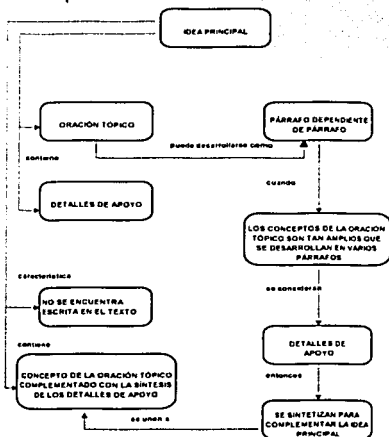 IDEA PRINCIPAL
ORACIÓN TÓPICO
PÁRRAFO DEPENDIENTE
DE PÁRRAFO
puede desarrollarse como
contiene
cuando
DETALLES DE APOYO
LOS CONCEPTOS DE LA ORACIÓN
TÓPICO SON TAN AMPLIOS QUE
SE DESARROLLAN EN VARIOS
PÁRRAFOS
característica
se consideran
NO SE ENCUENTRA
ESCRITA EN EL TEXTO
DETALLES DE
APOYO
contiene
entonces
CONCEPTO DE LA ORACIÓN TÓPICO
COMPLEMENTADO CON LA SÍNTESIS
DE LOS DETALLES DE APOYO
SE SINTETIZAN PARA
COMPLEMENTAR LA IDEA
PRINCIPAL
se unen a